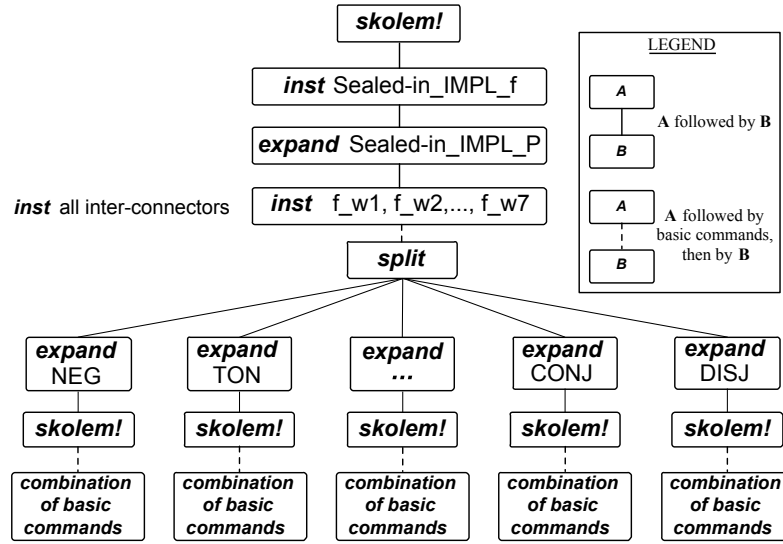 skolem!
inst Sealed-in_IMPL_f
expand Sealed-in_IMPL_P
inst all inter-connectors
inst f_w1, f_w2,..., f_w7
split
expand
NEG
expand
TON
expand
...
expand
CONJ
expand
DISJ
skolem!
skolem!
skolem!
skolem!
skolem!
combination
of basic
commands
combination
of basic
commands
combination
of basic
commands
combination
of basic
commands
combination
of basic
commands
LEGEND
A
A followed by B
B
A
A followed by
basic commands,
then by B
B